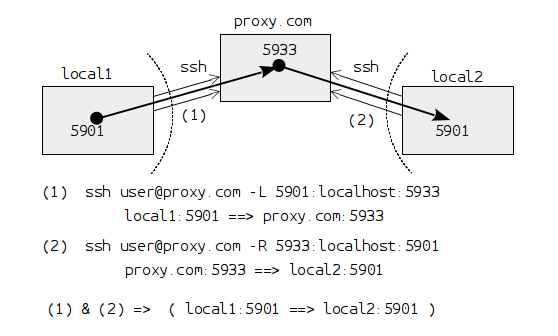 proxy.com
5933
ssh
ssh
local1
local2
5901
(1)
(2)
5901
(1) ssh user@proxy.com -L 5901:localhost:5933
local1:5901 ==> proxy.com:5933
(2) ssh user@proxy.com -R 5933:localhost:5901
proxy.com:5933 ==> local2:5901
(1) & (2) => ( local1:5901 ==> local2:5901 )